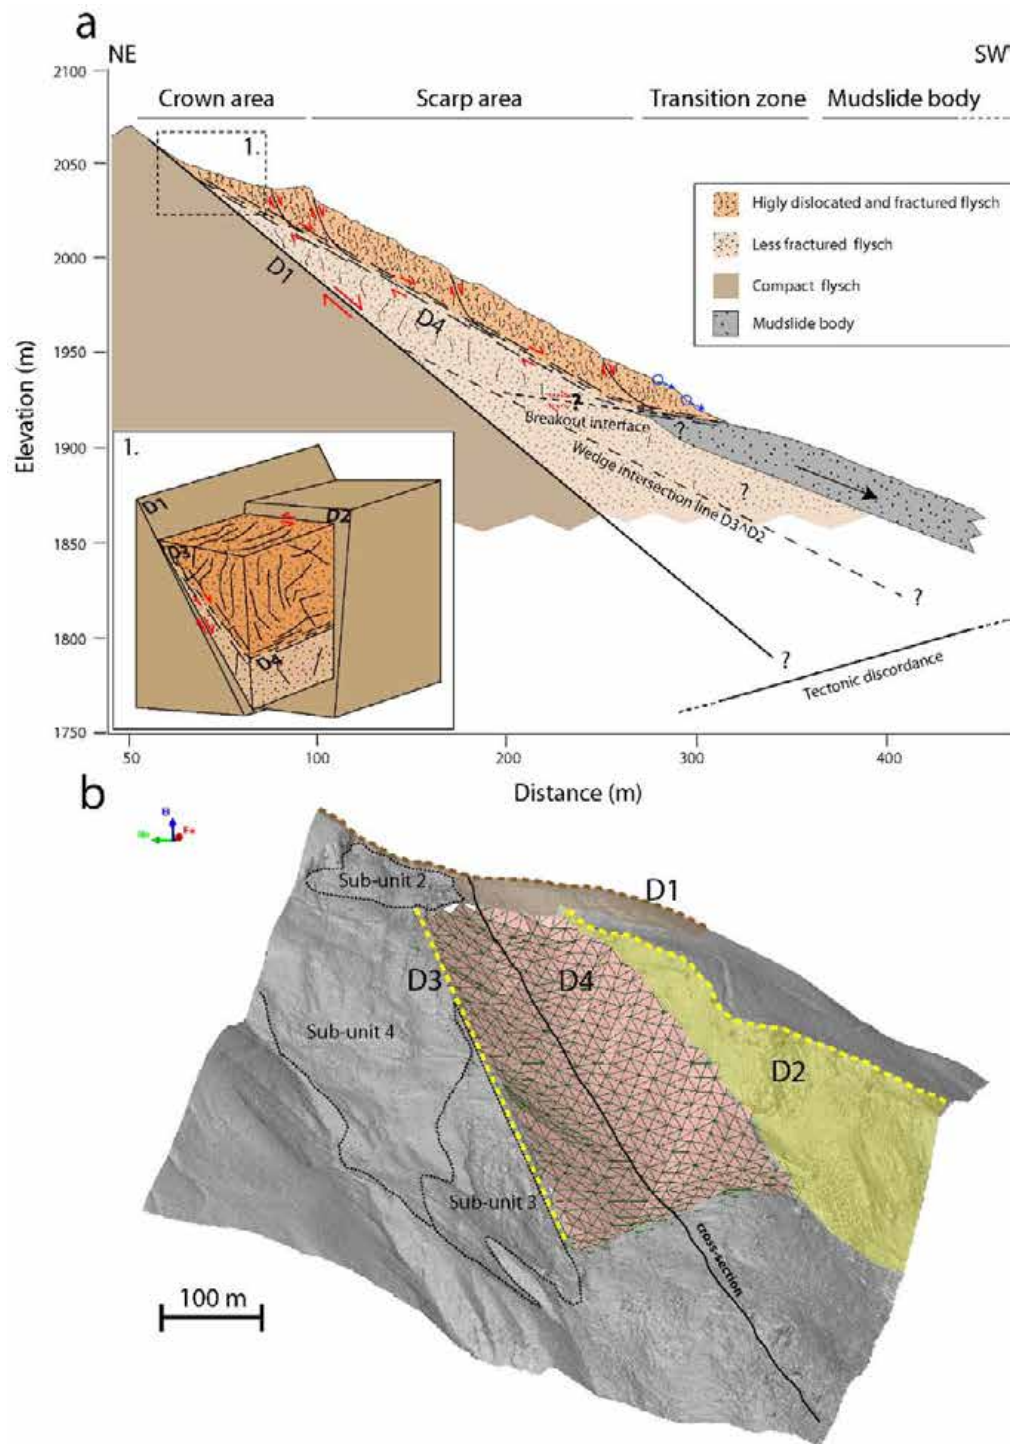 a
NE
SW
Crown area
Scarp area
Transition zone
Mudslide body
2100
2050
2000
1950
1900
1850
1800
1750
Elevation (m)
1.
Higly dislocated and fractured flysch
Less fractured flysch
Compact flysch
Mudslide body
D1
D4
?
Breakout interface
?
Wedge intersection line D3^D2
?
?
?
Tectonic discordance
1.
D1
D2
D3
D4
50
100
200
300
400
Distance (m)
b
Sub-unit 2
D1
D3
D4
Sub-unit 4
D2
Sub-unit 3
cross-section
100 m